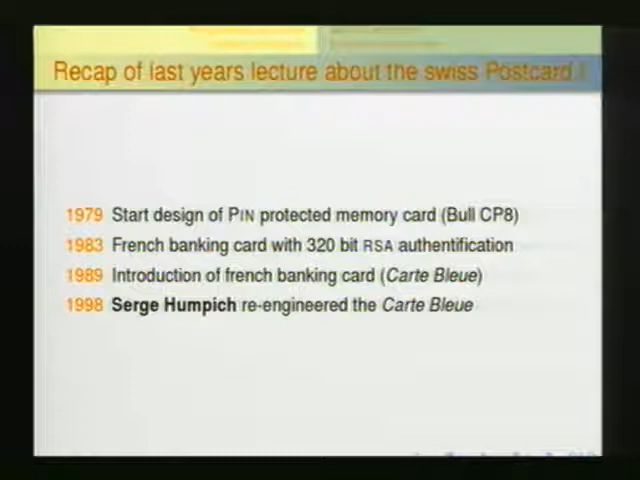 Recap of last years lecture about the swiss Postcard I
1979 Start design of PIN protected memory card (Bull CP8)
1983 French banking card with 320 bit RSA authentification
1989 Introduction of french banking card (Carte Bleue)
1998 Serge Humpich re-engineered the Carte Bleue